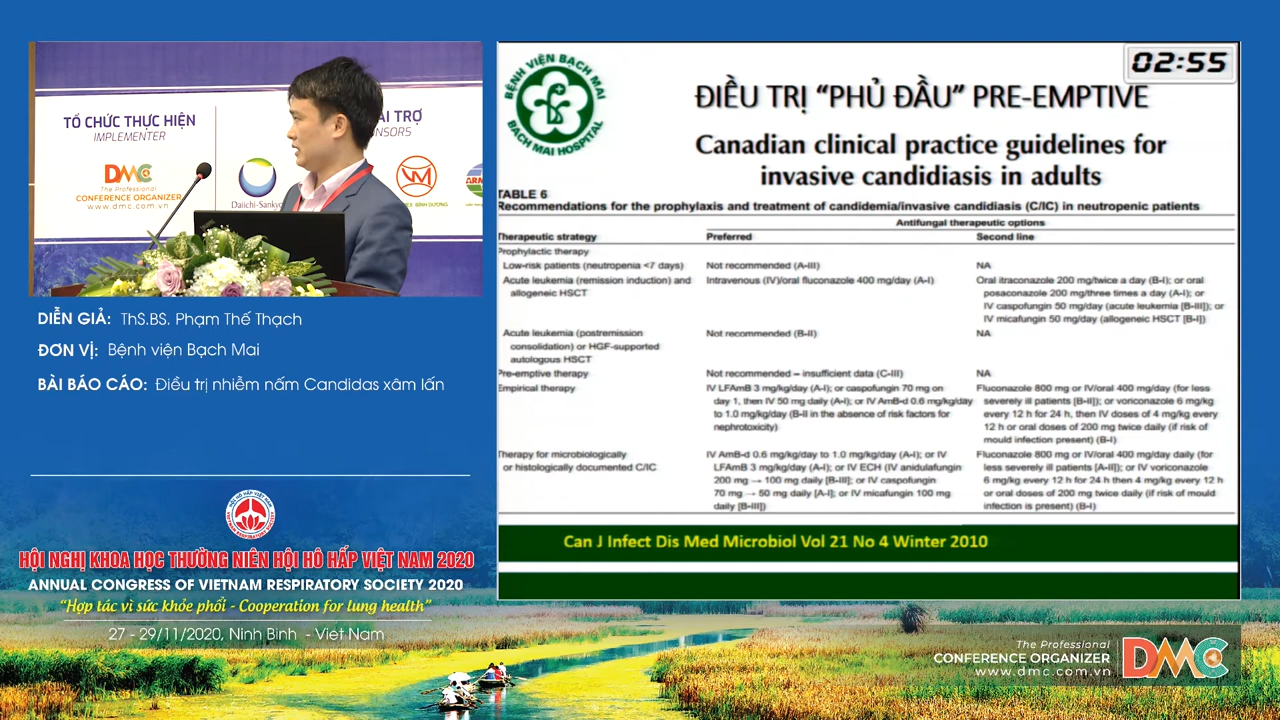 TỔ CHỨC THỰC HIỆN
IMPLEMENTER
DMC
The Professional
CONFERENCE ORGANIZER
www.dmc.com.vn
Daiichi-Sankyo
DIỄN GIẢ: ThS.BS. Phạm Thế Thạch
ĐƠN VỊ: Bệnh viện Bạch Mai
BÀI BÁO CÁO: Điều trị nhiễm nấm Candidas xâm lấn
HỘI HÔ HẤP VIỆT NAM
VIETNAM RESPIRATORY SOCIETY
HỘI NGHỊ KHOA HỌC THƯỜNG NIÊN HỘI HÔ HẤP VIỆT NAM 2020
ANNUAL CONGRESS OF VIETNAM RESPIRATORY SOCIETY 2020
“Hợp tác vì sức khỏe phổi - Cooperation for lung health”
27 - 29/11/2020, Ninh Bình - Việt Nam
BỆNH VIỆN BẠCH MAI
BACH MAI HOSPITAL
02:55
ĐIỀU TRỊ “PHỦ ĐẦU” PRE-EMPTIVE
Canadian clinical practice guidelines for
invasive candidiasis in adults
TABLE 6
Recommendations for the prophylaxis and treatment of candidemia/invasive candidiasis (C/IC) in neutropenic patients
Antifungal therapeutic options
Therapeutic strategy Preferred Second line
Prophylactic therapy
Low-risk patients (neutropenia <7 days) Not recommended (A-III) NA
Acute leukemia (remission induction) and Intravenous (IV)/oral fluconazole 400 mg/day (A-I) Oral itraconazole 200 mg/twice a day (B-I); or oral
allogeneic HSCT posaconazole 200 mg/three times a day (A-I); or
IV caspofungin 50 mg/day (acute leukemia [B-III]); or
IV micafungin 50 mg/day (allogeneic HSCT [B-I])
Acute leukemia (postremission Not recommended (B-II) NA
consolidation) or HGF-supported
autologous HSCT
Pre-emptive therapy Not recommended – insufficient data (C-III) NA
Empirical therapy IV LFAmB 3 mg/kg/day (A-I); or caspofungin 70 mg on Fluconazole 800 mg or IV/oral 400 mg/day (for less
day 1, then IV 50 mg daily (A-I); or IV AmB-d 0.6 mg/kg/day severely ill patients [B-II]); or voriconazole 6 mg/kg
to 1.0 mg/kg/day (B-II in the absence of risk factors for every 12 h for 24 h, then IV doses of 4 mg/kg every
nephrotoxicity) 12 h or oral doses of 200 mg twice daily (if risk of
mould infection present) (B-I)
Therapy for microbiologically IV AmB-d 0.6 mg/kg/day to 1.0 mg/kg/day (A-I); or IV Fluconazole 800 mg or IV/oral 400 mg/day daily (for
or histologically documented C/IC LFAmB 3 mg/kg/day (A-I); or IV ECH (IV anidulafungin less severely ill patients [A-II]); or IV voriconazole
200 mg → 100 mg daily [B-III]; or IV caspofungin 6 mg/kg every 12 h for 24 h then 4 mg/kg every 12 h
70 mg → 50 mg daily [A-I]; or IV micafungin 100 mg or oral doses of 200 mg twice daily (if risk of mould
daily [B-III]) infection is present) (B-I)
Can J Infect Dis Med Microbiol Vol 21 No 4 Winter 2010
The Professional
CONFERENCE ORGANIZER
www.dmc.com.vn
DMC